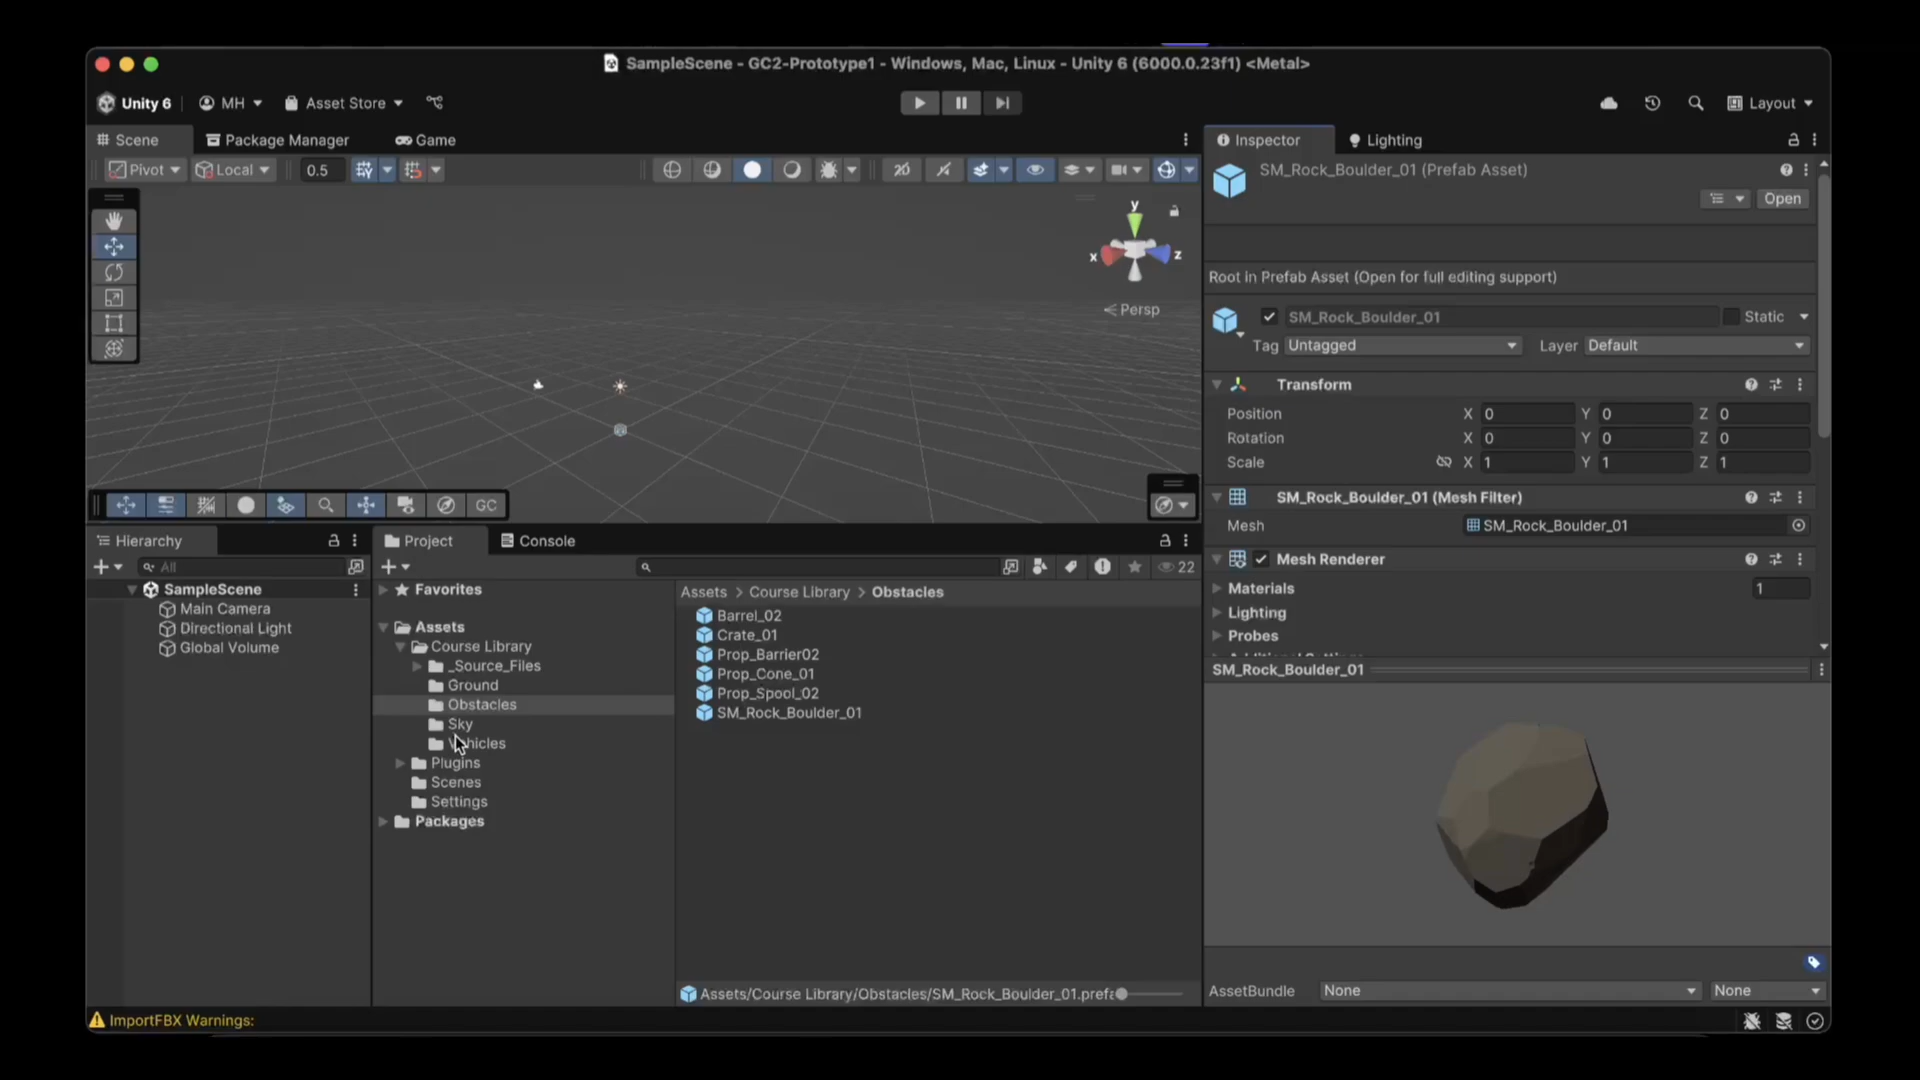 SampleScene - GC2-Prototype1 - Windows, Mac, Linux - Unity 6 (6000.0.23f1) <Metal>
Unity 6 MH Asset Store Layout
Scene Package Manager Game
Pivot Local 0.5 2D
y
x z
Persp
GC
Hierarchy
All
SampleScene
Main Camera
Directional Light
Global Volume
Project Console
22
Favorites
Assets
Course Library
_Source_Files
Ground
Obstacles
Sky
Plugins
Scenes
Settings
Packages
Assets > Course Library > Obstacles
Barrel_02
Crate_01
Prop_Barrier02
Prop_Cone_01
Prop_Spool_02
SM_Rock_Boulder_01
Assets/Course Library/Obstacles/SM_Rock_Boulder_01.prefa
Inspector Lighting
SM_Rock_Boulder_01 (Prefab Asset)
Open
Root in Prefab Asset (Open for full editing support)
SM_Rock_Boulder_01 Static
Tag Untagged Layer Default
Transform
Position X 0 Y 0 Z 0
Rotation X 0 Y 0 Z 0
Scale X 1 Y 1 Z 1
SM_Rock_Boulder_01 (Mesh Filter)
Mesh SM_Rock_Boulder_01
Mesh Renderer
Materials 1
Lighting
Probes
SM_Rock_Boulder_01
AssetBundle None None
ImportFBX Warnings: